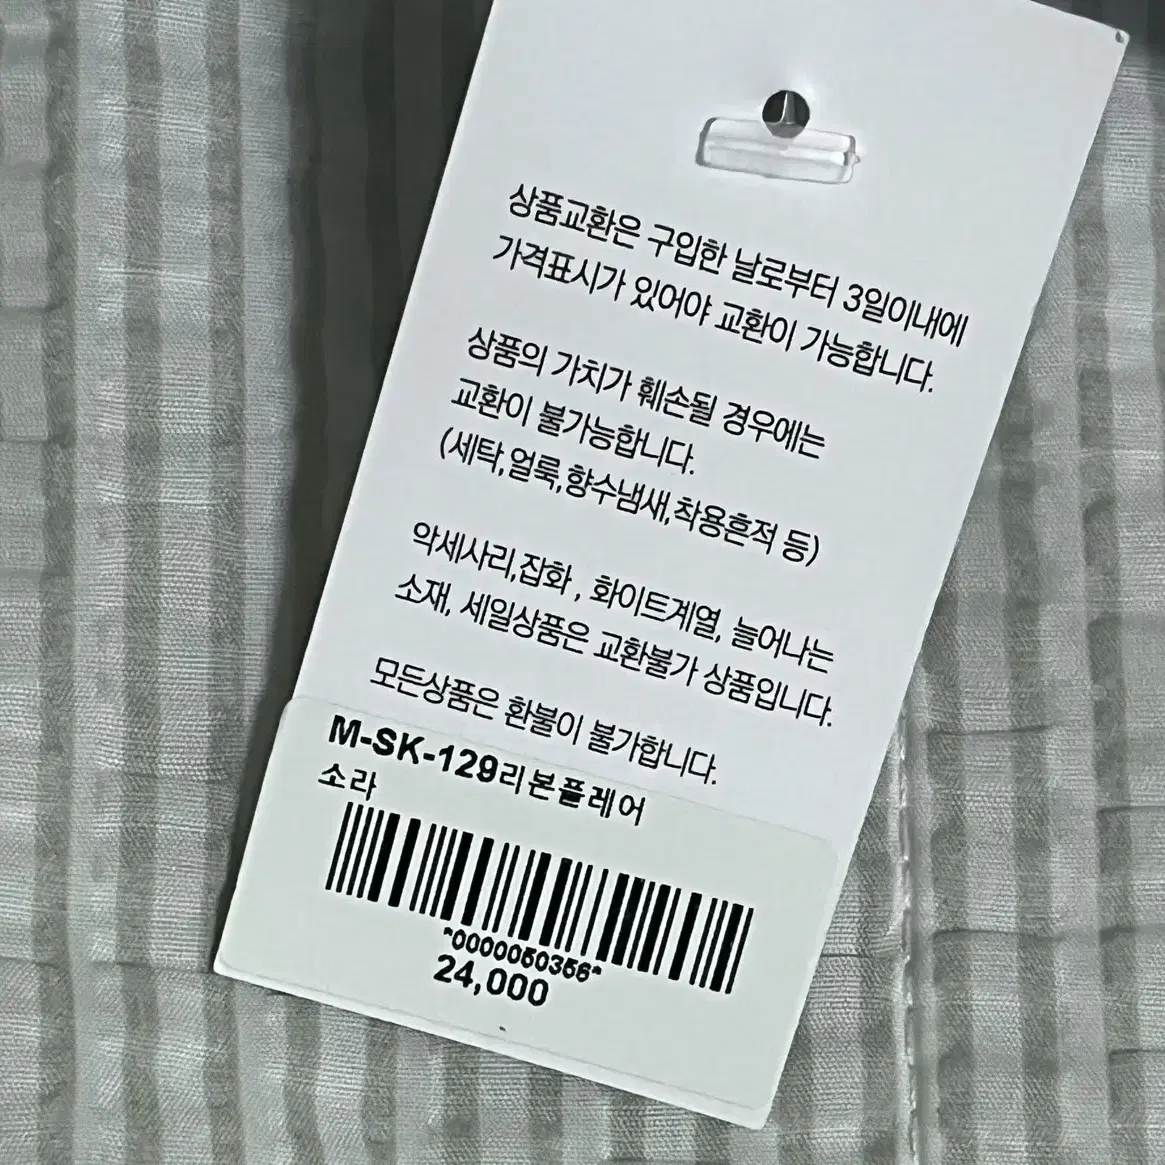 상품교환은 구입한 날로부터 3일이내에
가격표시가 있어야 교환이 가능합니다.
상품의 가치가 훼손될 경우에는
교환이 불가능합니다.
(세탁,얼룩,향수냄새,착용흔적 등)
악세사리,잡화 , 화이트계열, 늘어나는
소재, 세일상품은 교환불가 상품입니다.
모든상품은 환불이 불가합니다.
M-SK-129리본플레어
소라
*0000050356*
24,000